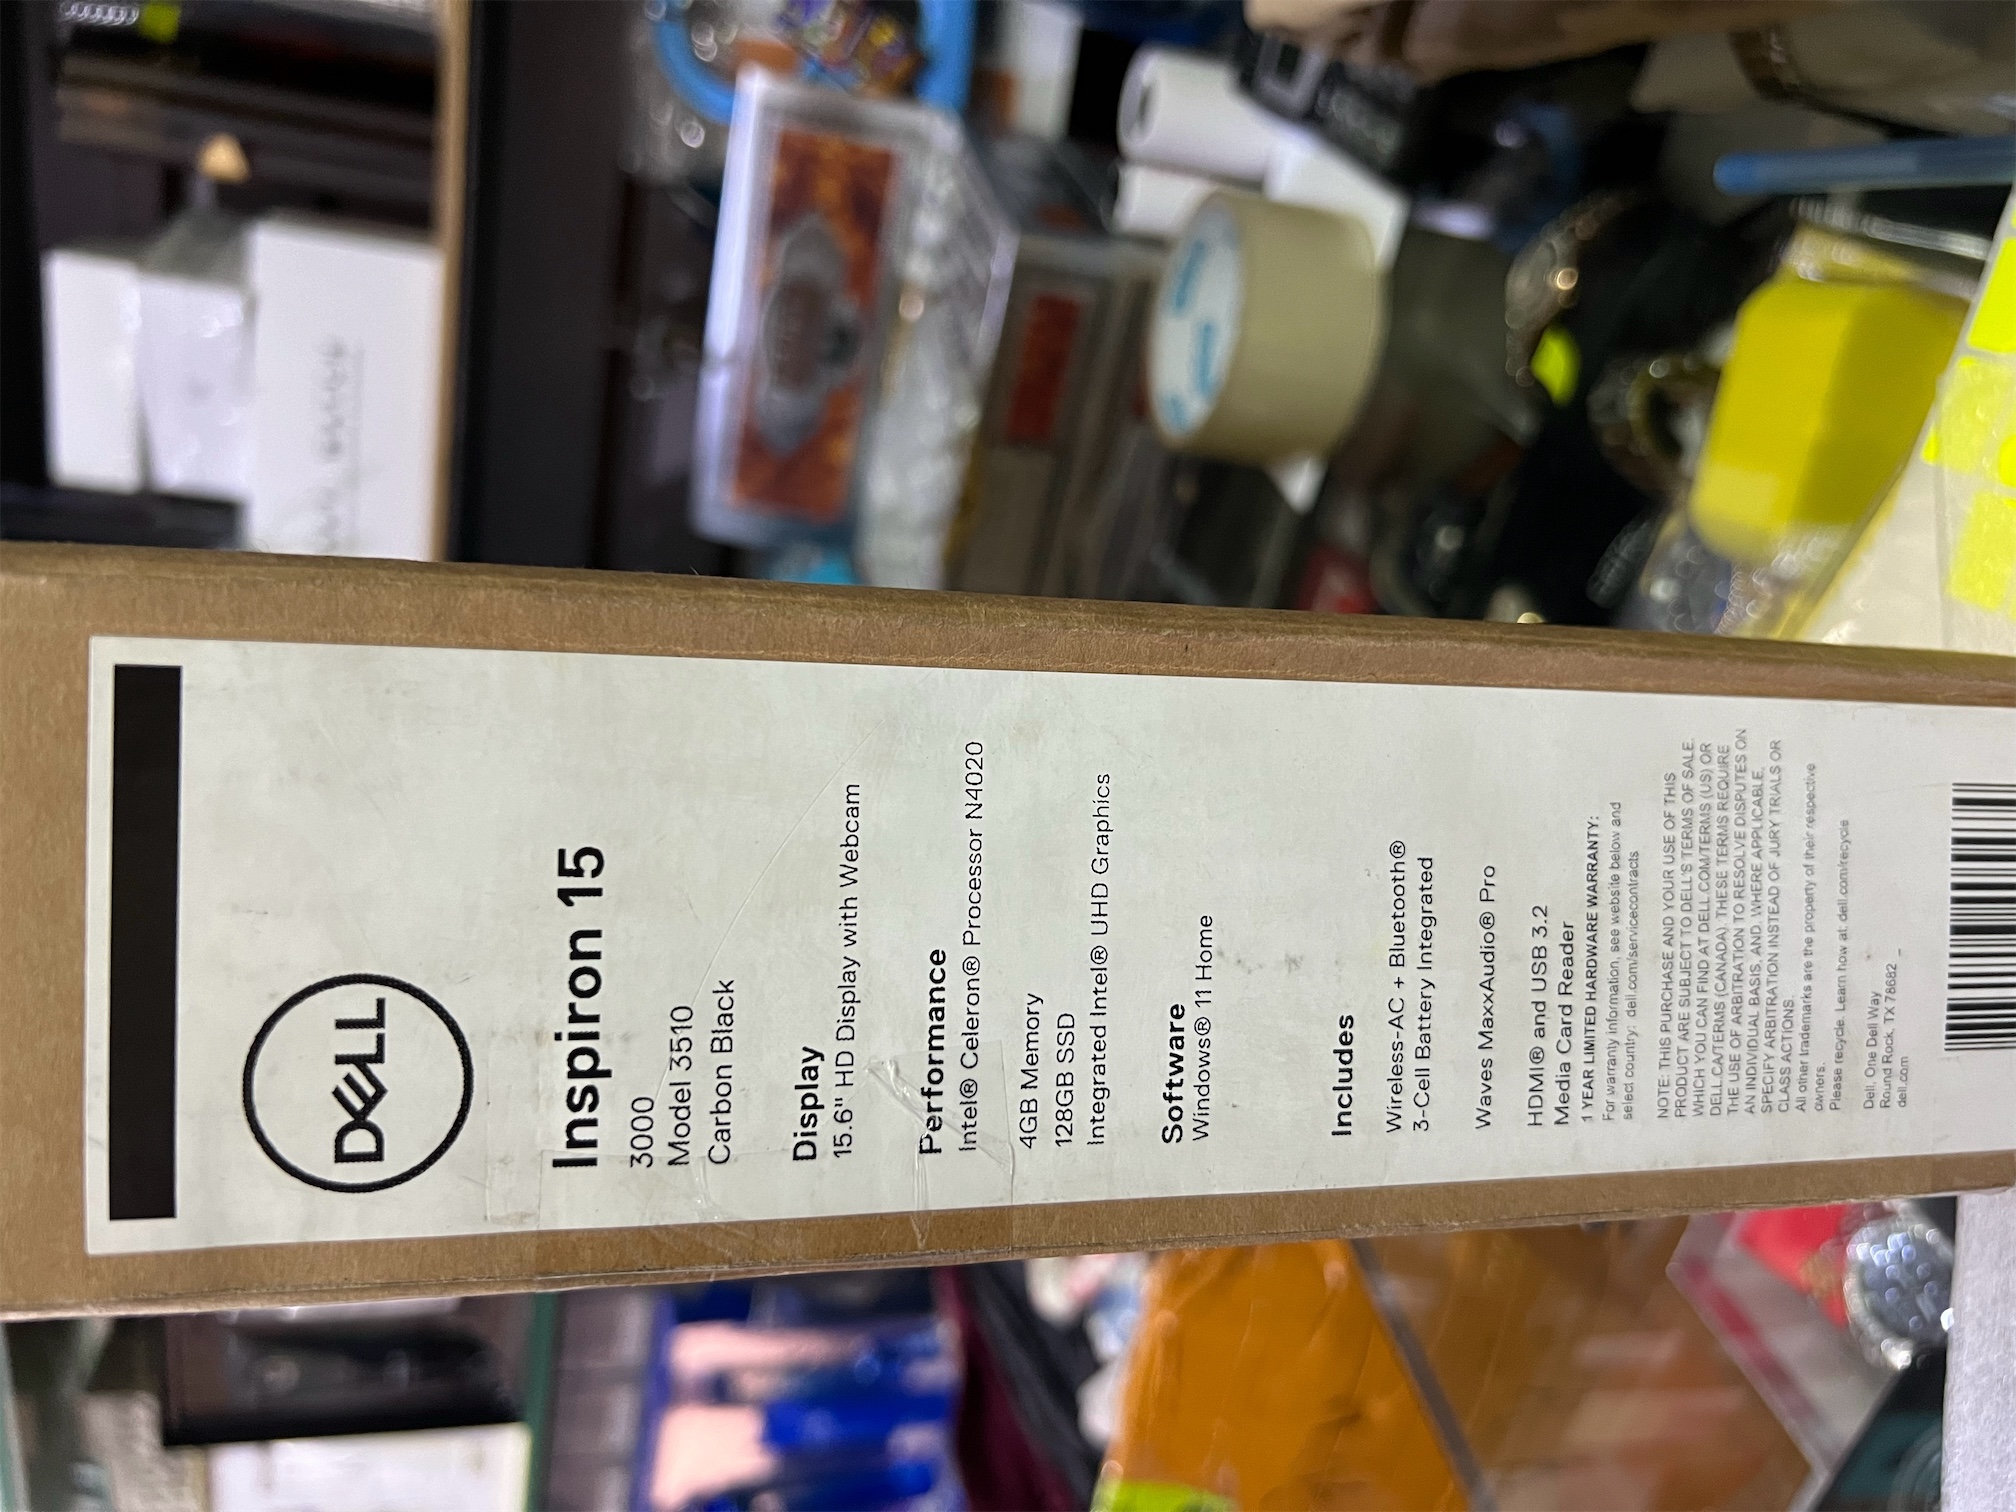 DELL
Inspiron 15
3000
Model 3510
Carbon Black
Display
15.6" HD Display with Webcam
Performance
Intel® Celeron® Processor N4020
4GB Memory
128GB SSD
Integrated Intel® UHD Graphics
Software
Windows® 11 Home
Includes
Wireless-AC + Bluetooth®
3-Cell Battery Integrated
Waves MaxxAudio® Pro
HDMI® and USB 3.2
Media Card Reader
1 YEAR LIMITED HARDWARE WARRANTY:
For warranty information, see website below and
select country: dell.com/servicecontracts
NOTE: THIS PURCHASE AND YOUR USE OF THIS
PRODUCT ARE SUBJECT TO DELL'S TERMS OF SALE.
WHICH YOU CAN FIND AT DELL.COM/TERMS (US) OR
DELL.CA/TERMS (CANADA). THESE TERMS REQUIRE
THE USE OF ARBITRATION TO RESOLVE DISPUTES ON
AN INDIVIDUAL BASIS, AND, WHERE APPLICABLE,
SPECIFY ARBITRATION INSTEAD OF JURY TRIALS OR
CLASS ACTIONS.
All other trademarks are the property of their respective
owners.
Please recycle. Learn how at: dell.com/recycle
Dell, One Dell Way
Round Rock, TX 78682
dell.com